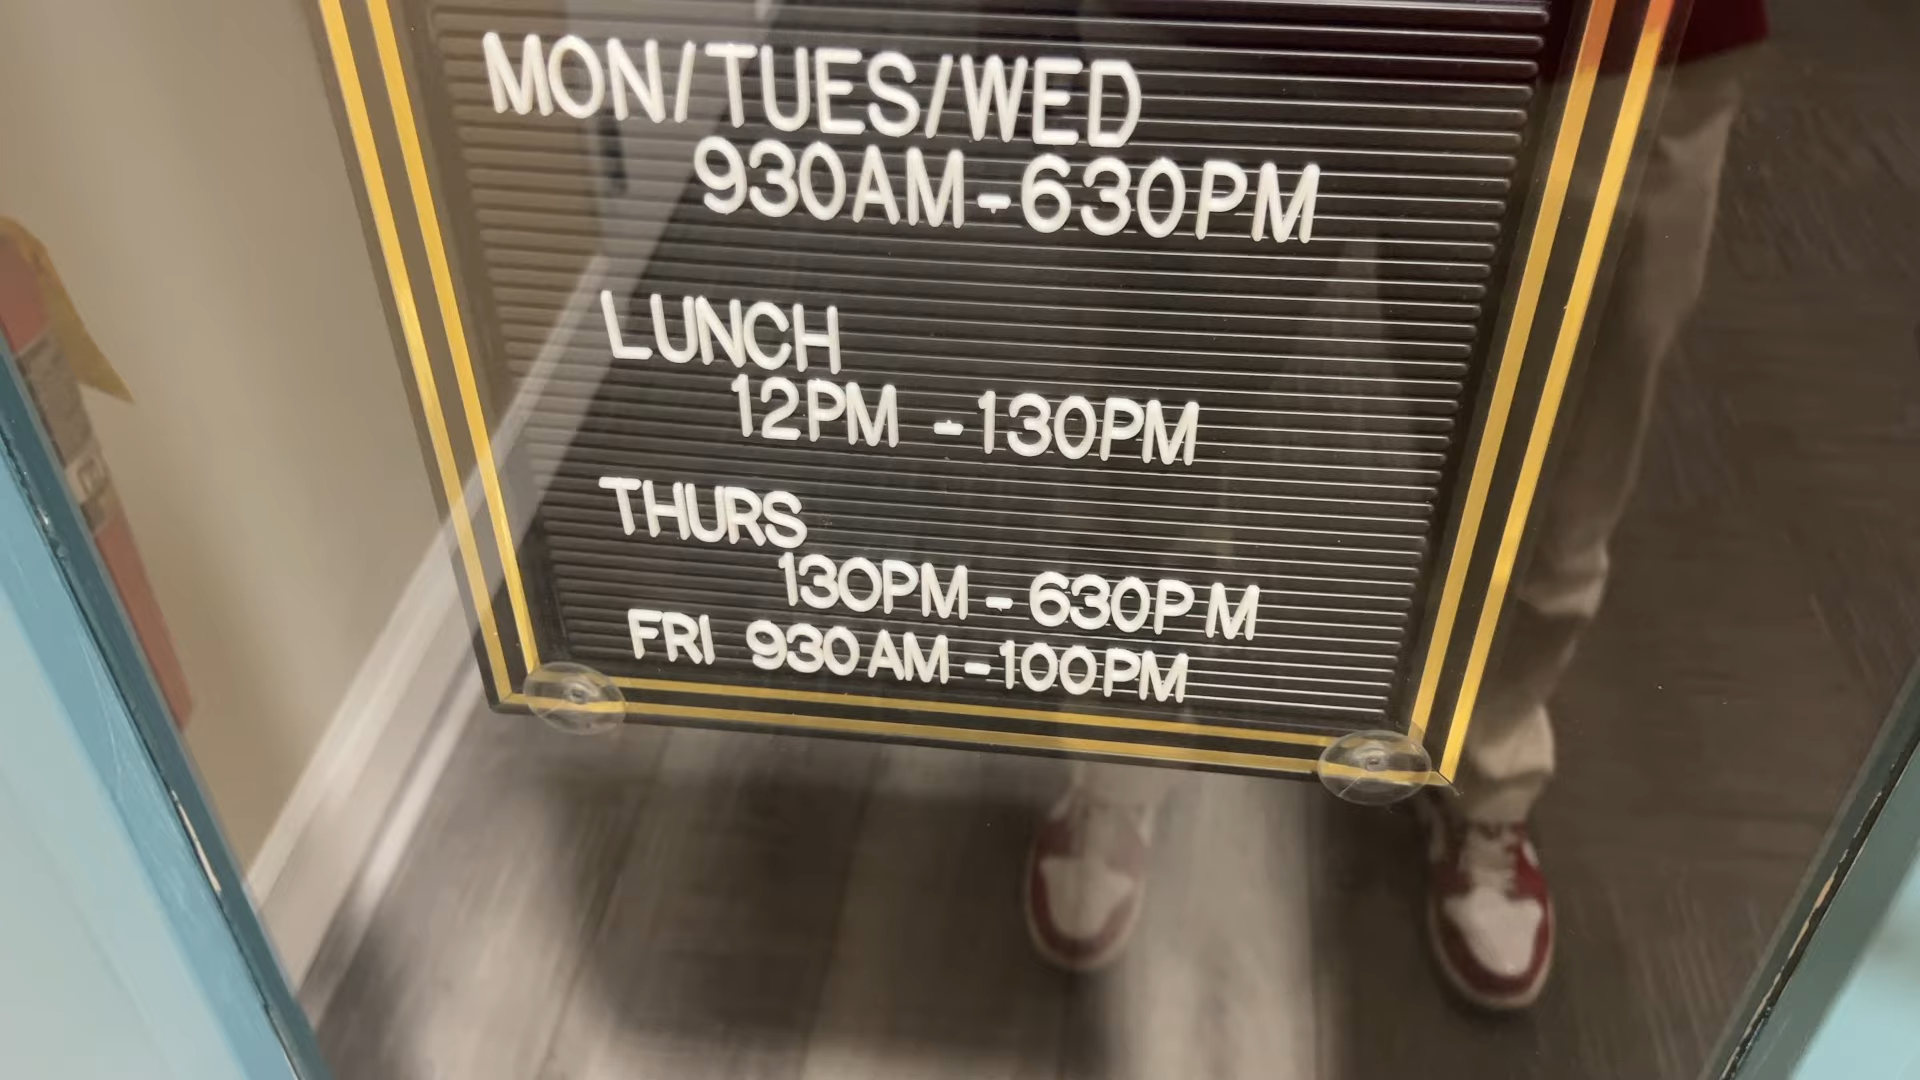 MON/TUES/WED
930AM-630PM
LUNCH
12PM -130PM
THURS
130PM - 630PM
FRI 930AM-100PM